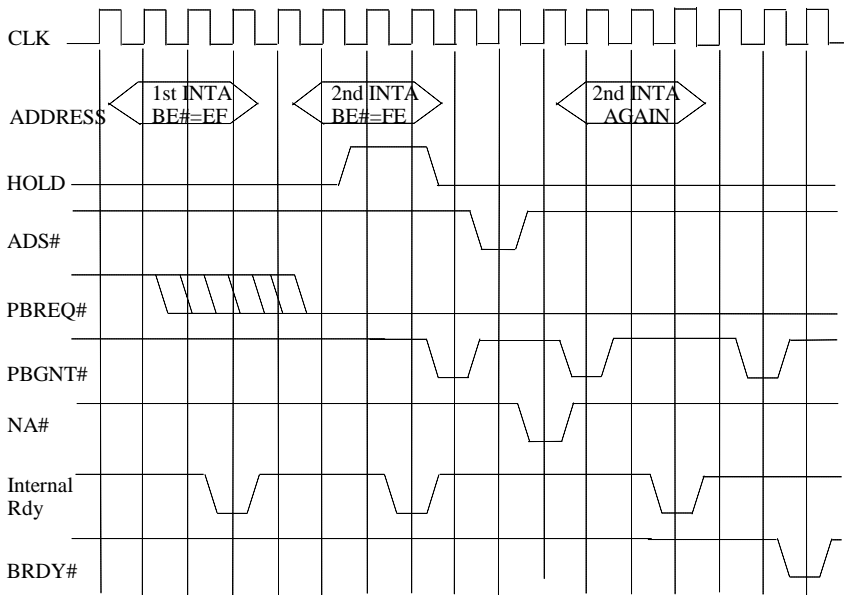 CLK
1st INTA
BE#=EF
2nd INTA
BE#=FE
2nd INTA
AGAIN
ADDRESS
HOLD
ADS#
PBREQ#
PBGNT#
NA#
Internal
Rdy
BRDY#